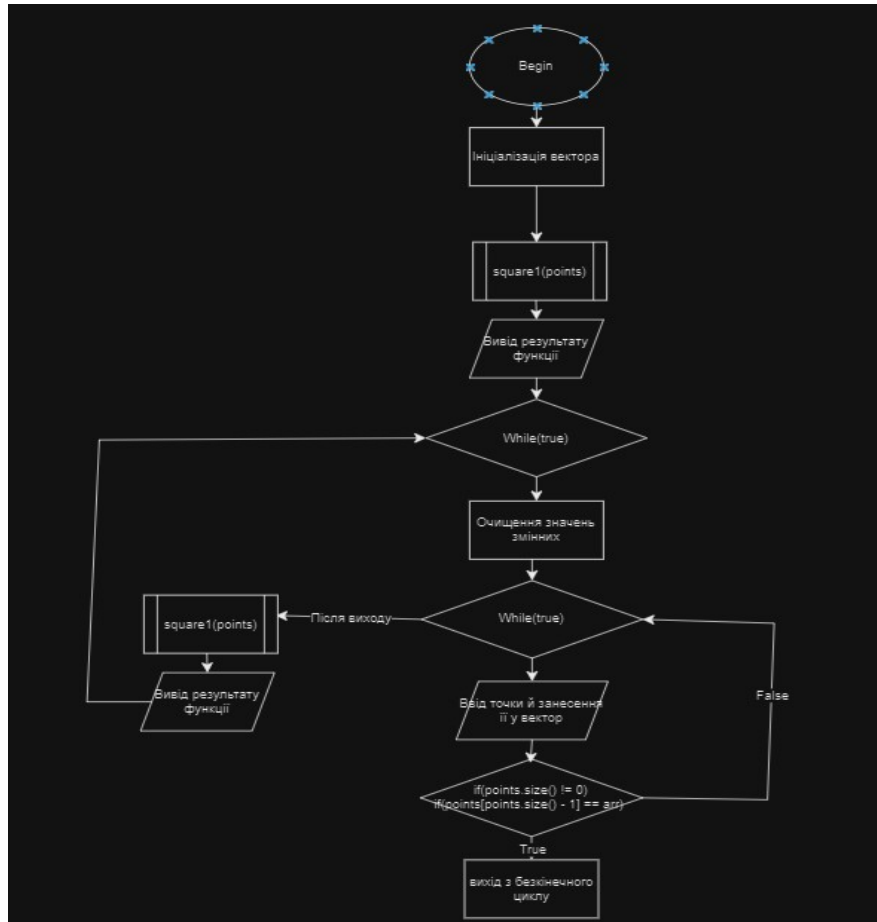 Begin
Ініціалізація вектора
square1(points)
Вивід результату
функції
While(true)
Очищення значень
змінних
While(true)
Після виходу
square1(points)
Вивід результату
функції
Ввід точки й занесення
її у вектор
False
if(points.size() != 0)
if(points[points.size() - 1] == arr)
True
вихід з безкінечного
циклу